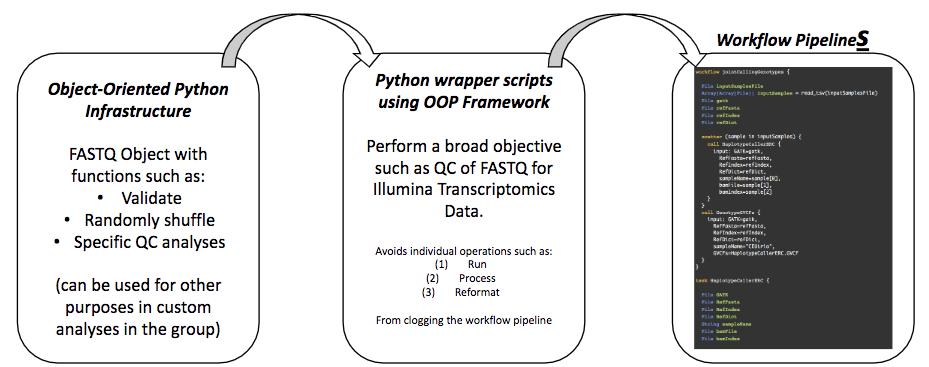 Object-Oriented Python
Infrastructure
FASTQ Object with
functions such as:
• Validate
• Randomly shuffle
• Specific QC analyses
(can be used for other
purposes in custom
analyses in the group)
Python wrapper scripts
using OOP Framework
Perform a broad objective
such as QC of FASTQ for
Illumina Transcriptomics
Data.
Avoids individual operations such as:
(1) Run
(2) Process
(3) Reformat
From clogging the workflow pipeline
Workflow PipelineS
workflow jointCallingGenotypes {
File inputSamplesFile
Array[Array[File]] inputSamples = read_tsv(inputSamplesFile)
File gatk
File refFasta
File refIndex
File refDict
scatter (sample in inputSamples) {
call HaplotypeCallerERC {
input: GATK=gatk,
RefFasta=refFasta,
RefIndex=refIndex,
RefDict=refDict,
sampleName=sample[0],
bamFile=sample[1],
bamIndex=sample[2]
}
}
call GenotypeGVCFs {
input: GATK=gatk,
RefFasta=refFasta,
RefIndex=refIndex,
RefDict=refDict,
sampleName="CEUtrio",
GVCFs=HaplotypeCallerERC.GVCF
}
}
task HaplotypeCallerERC {
File GATK
File RefFasta
File RefIndex
File RefDict
String sampleName
File bamFile
File bamIndex